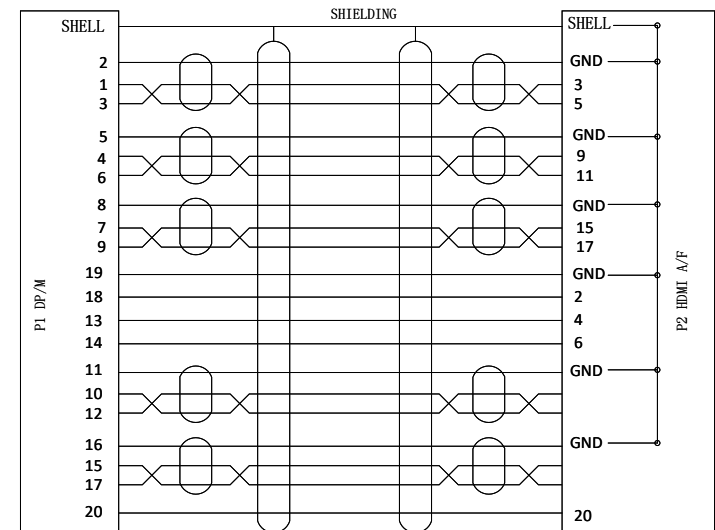 SHIELDING
SHELL SHELL
2 GND
1 3
3 5
5 GND
4 9
6 11
8 GND
7 15
9 17
19 GND
18 2
13 4
14 6
11 GND
10
12
16 GND
15
17
20 20
P1 DP/M
P2 HDMI A/F